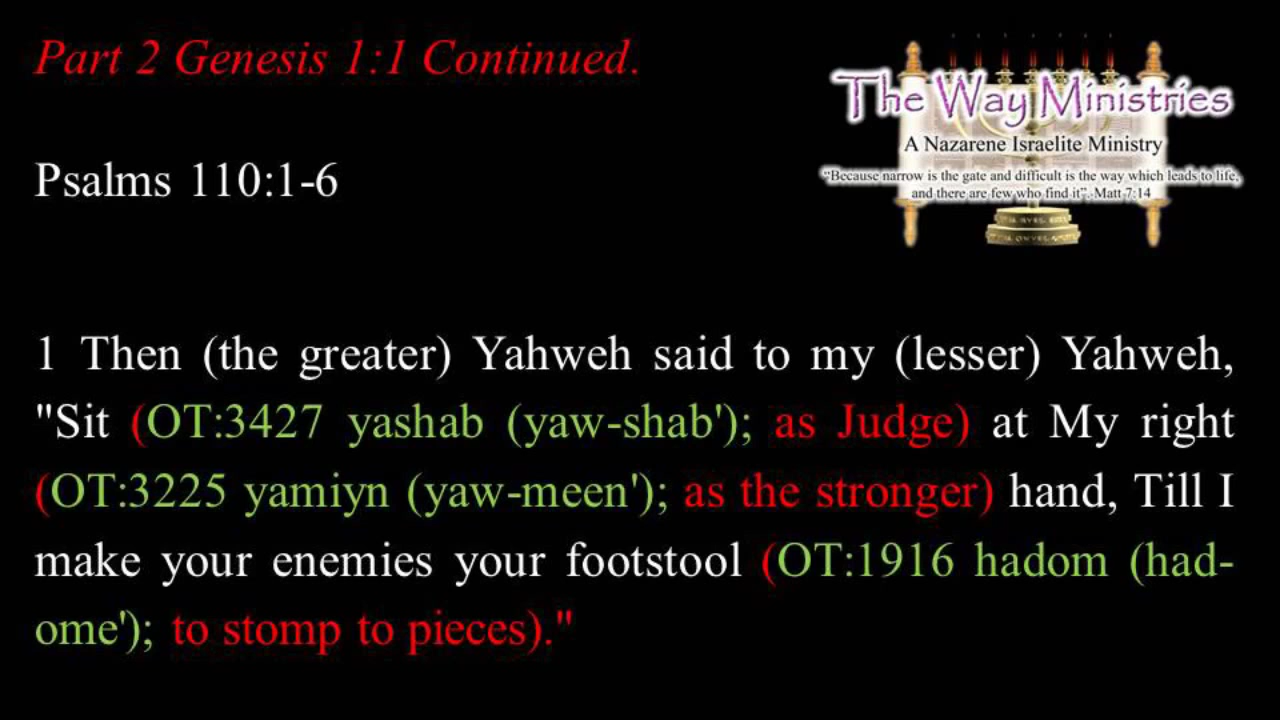 Part 2 Genesis 1:1 Continued.
The Way Ministries
A Nazarene Israelite Ministry
"Because narrow is the gate and difficult is the way which leads to life,
and there are few who find it". Matt 7:14
Psalms 110:1-6
1 Then (the greater) Yahweh said to my (lesser) Yahweh,
"Sit (OT:3427 yashab (yaw-shab'); as Judge) at My right
(OT:3225 yamiyn (yaw-meen'); as the stronger) hand, Till I
make your enemies your footstool (OT:1916 hadom (had-
ome'); to stomp to pieces)."